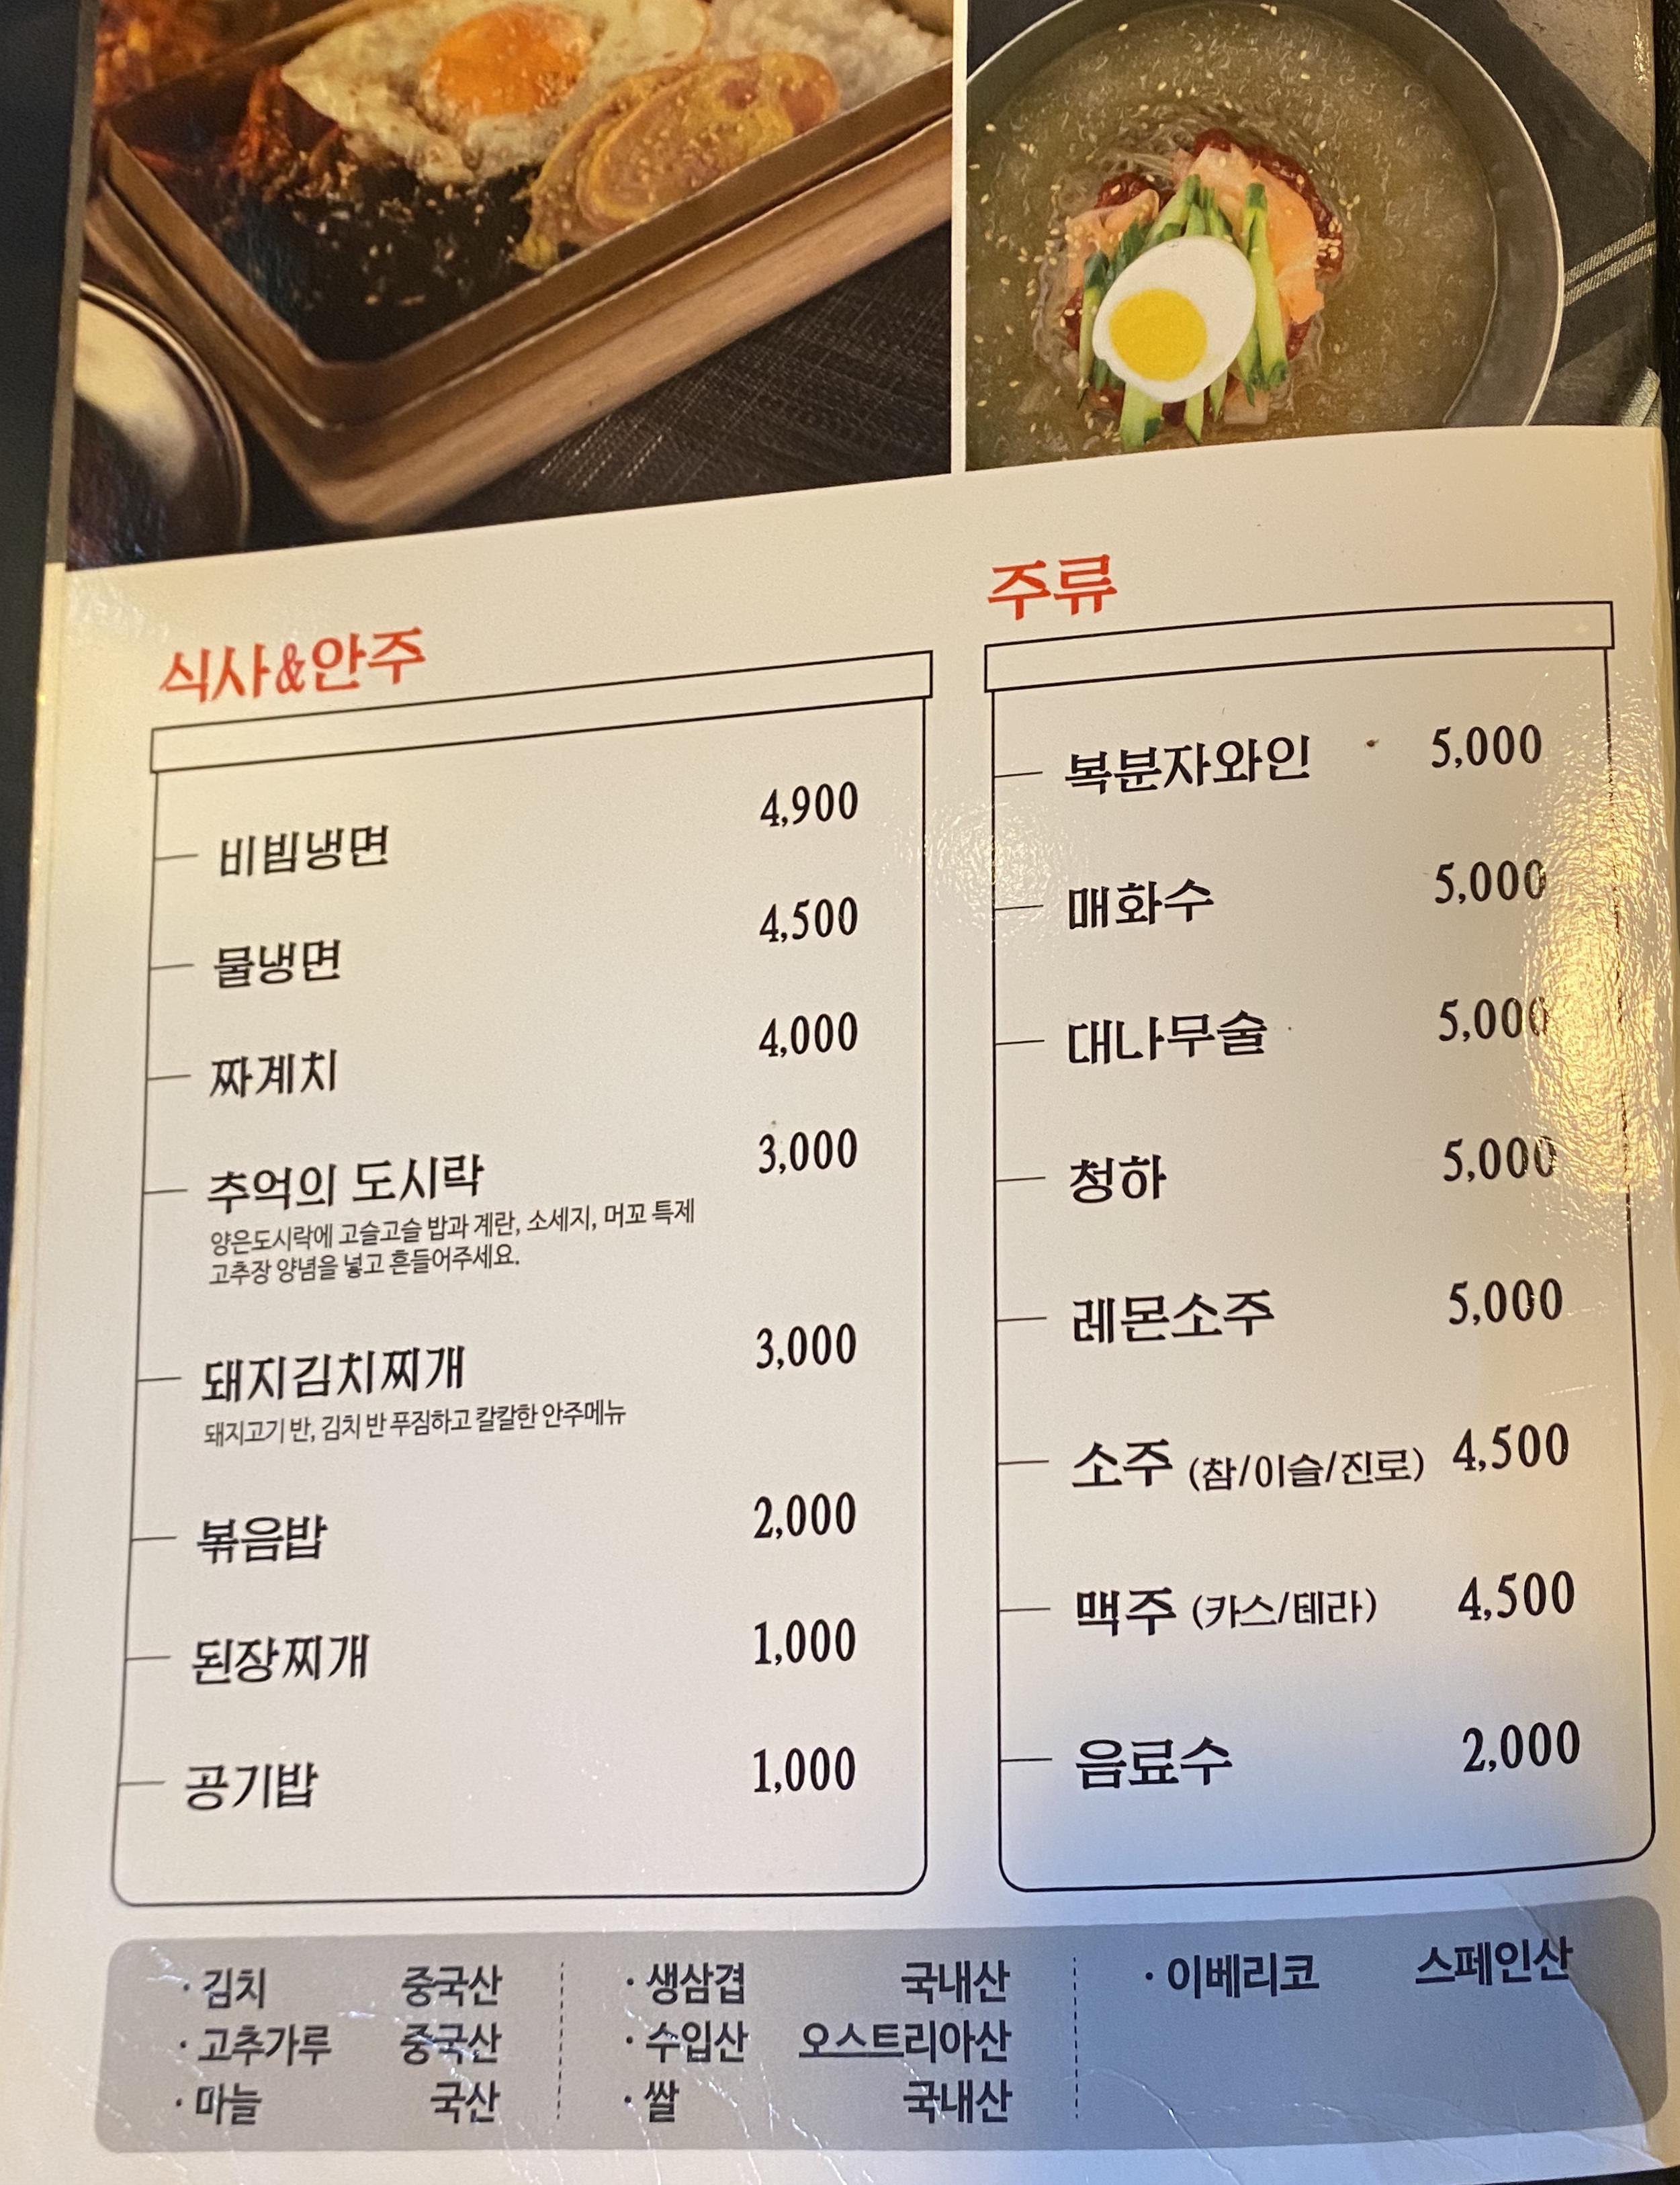 식사&안주
비빔냉면 4,900
물냉면 4,500
짜계치 4,000
추억의 도시락 3,000
양은도시락에 고슬고슬 밥과 계란, 소세지, 머꼬 특제
고추장 양념을 넣고 흔들어주세요.
돼지김치찌개 3,000
돼지고기 반, 김치 반 푸짐하고 칼칼한 안주메뉴
볶음밥 2,000
된장찌개 1,000
공기밥 1,000
주류
복분자와인 5,000
매화수 5,000
대나무술 5,000
청하 5,000
레몬소주 5,000
소주 (참/이슬/진로) 4,500
맥주 (카스/테라) 4,500
음료수 2,000
· 김치 중국산
· 고추가루 중국산
· 마늘 국산
· 생삼겹 국내산
· 수입산 오스트리아산
· 쌀 국내산
· 이베리코 스페인산